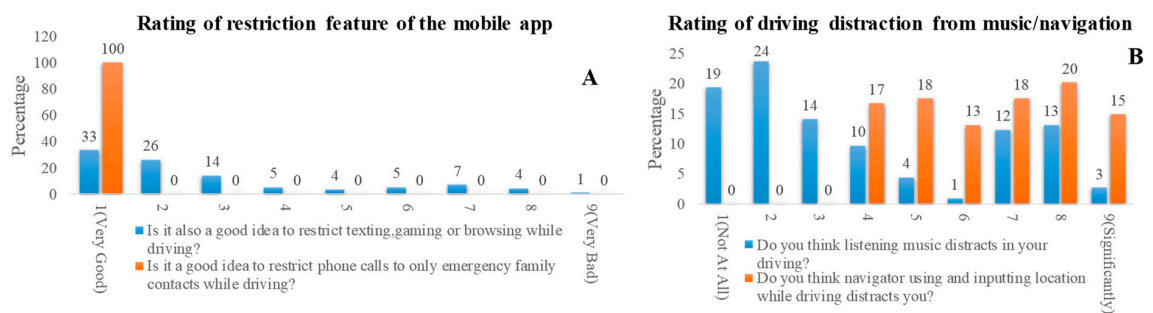 Rating of restriction feature of the mobile app
A
Percentage
120
100
80
60
40
20
0
33 100
26 0
14 0
5 0
4 0
5 0
7 0
4 0
1 0
1(Very Good)
2
3
4
5
6
7
8
9(Very Bad)
Is it also a good idea to restrict texting,gaming or browsing while
driving?
Is it a good idea to restrict phone calls to only emergency family
contacts while driving?
Rating of driving distraction from music/navigation
B
Percentage
25
20
15
10
5
0
19 0
24 0
14 0
10 17
4 18
1 13
12 18
13 20
3 15
1(Not At All)
2
3
4
5
6
7
8
9(Significantly)
Do you think listening music distracts in your
driving?
Do you think navigator using and inputting location
while driving distracts you?